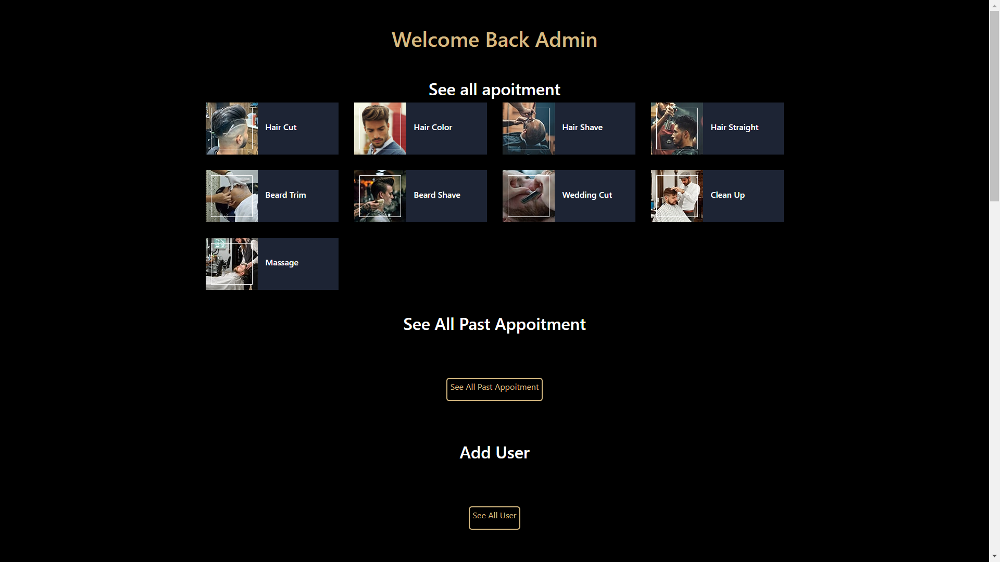 Welcome Back Admin
See all apoitment
Hair Cut
Hair Color
Hair Shave
Hair Straight
Beard Trim
Beard Shave
Wedding Cut
Clean Up
Massage
See All Past Appoitment
See All Past Appoitment
Add User
See All User